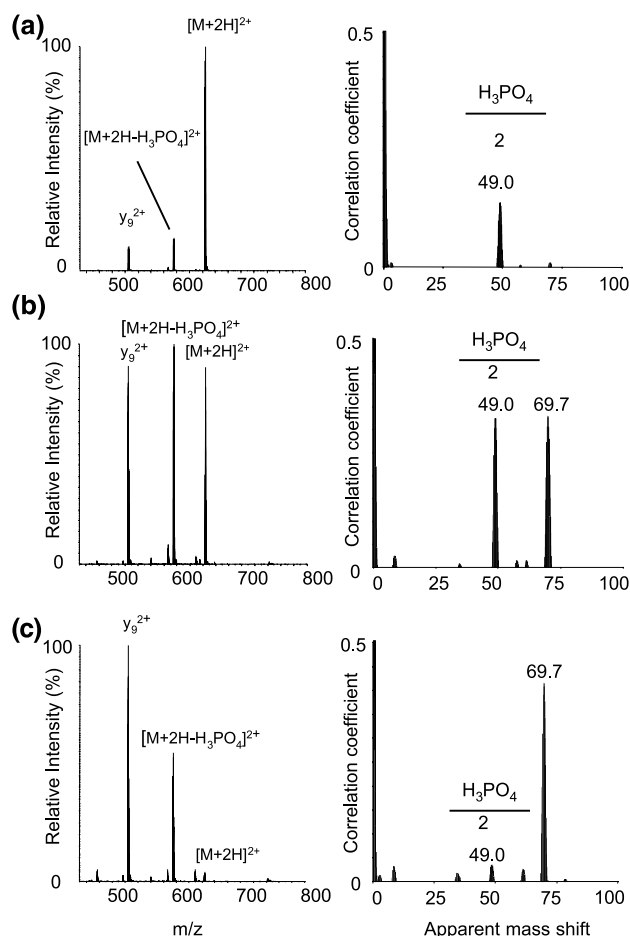 (a)
[M+2H]²⁺
100
Relative Intensity (%)
[M+2H-H₃PO₄]²⁺
y₉²⁺
0
500 600 700 800
0.5
Correlation coefficient
H₃PO₄
2
49.0
0
0 25 50 75 100
(b)
[M+2H-H₃PO₄]²⁺
100
y₉²⁺ [M+2H]²⁺
Relative Intensity (%)
0
500 600 700 800
0.5
Correlation coefficient
H₃PO₄
2
49.0 69.7
0
0 25 50 75 100
(c)
y₉²⁺
100
Relative Intensity (%)
[M+2H-H₃PO₄]²⁺
[M+2H]²⁺
0
500 600 700 800
m/z
0.5
Correlation coefficient
69.7
H₃PO₄
2
49.0
0
0 25 50 75 100
Apparent mass shift